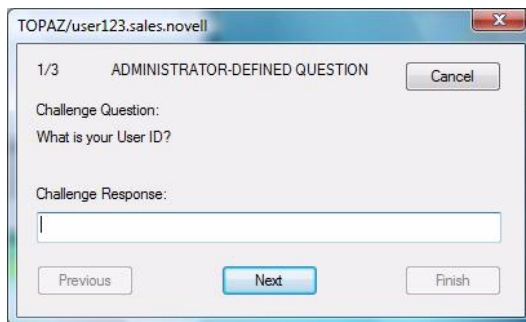 TOPAZ/user123.sales.novell
1/3 ADMINISTRATOR-DEFINED QUESTION Cancel
Challenge Question:
What is your User ID?
Challenge Response:
Previous Next Finish